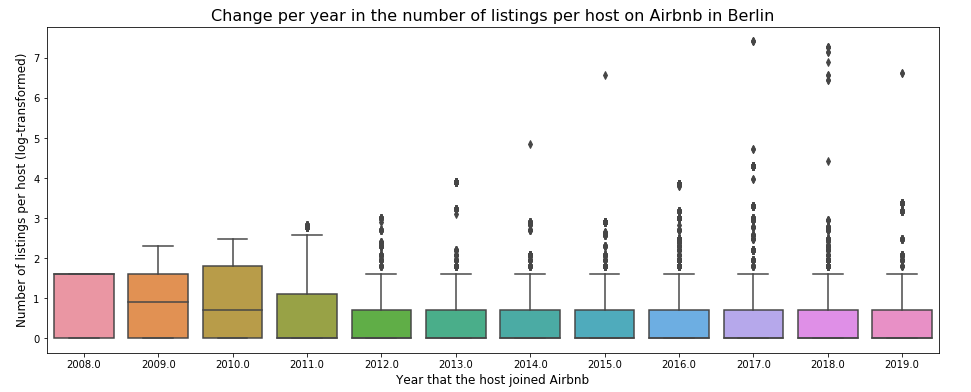 Change per year in the number of listings per host on Airbnb in Berlin
Number of listings per host (log-transformed)
7
6
5
4
3
2
1
0
2008.0 2009.0 2010.0 2011.0 2012.0 2013.0 2014.0 2015.0 2016.0 2017.0 2018.0 2019.0
Year that the host joined Airbnb